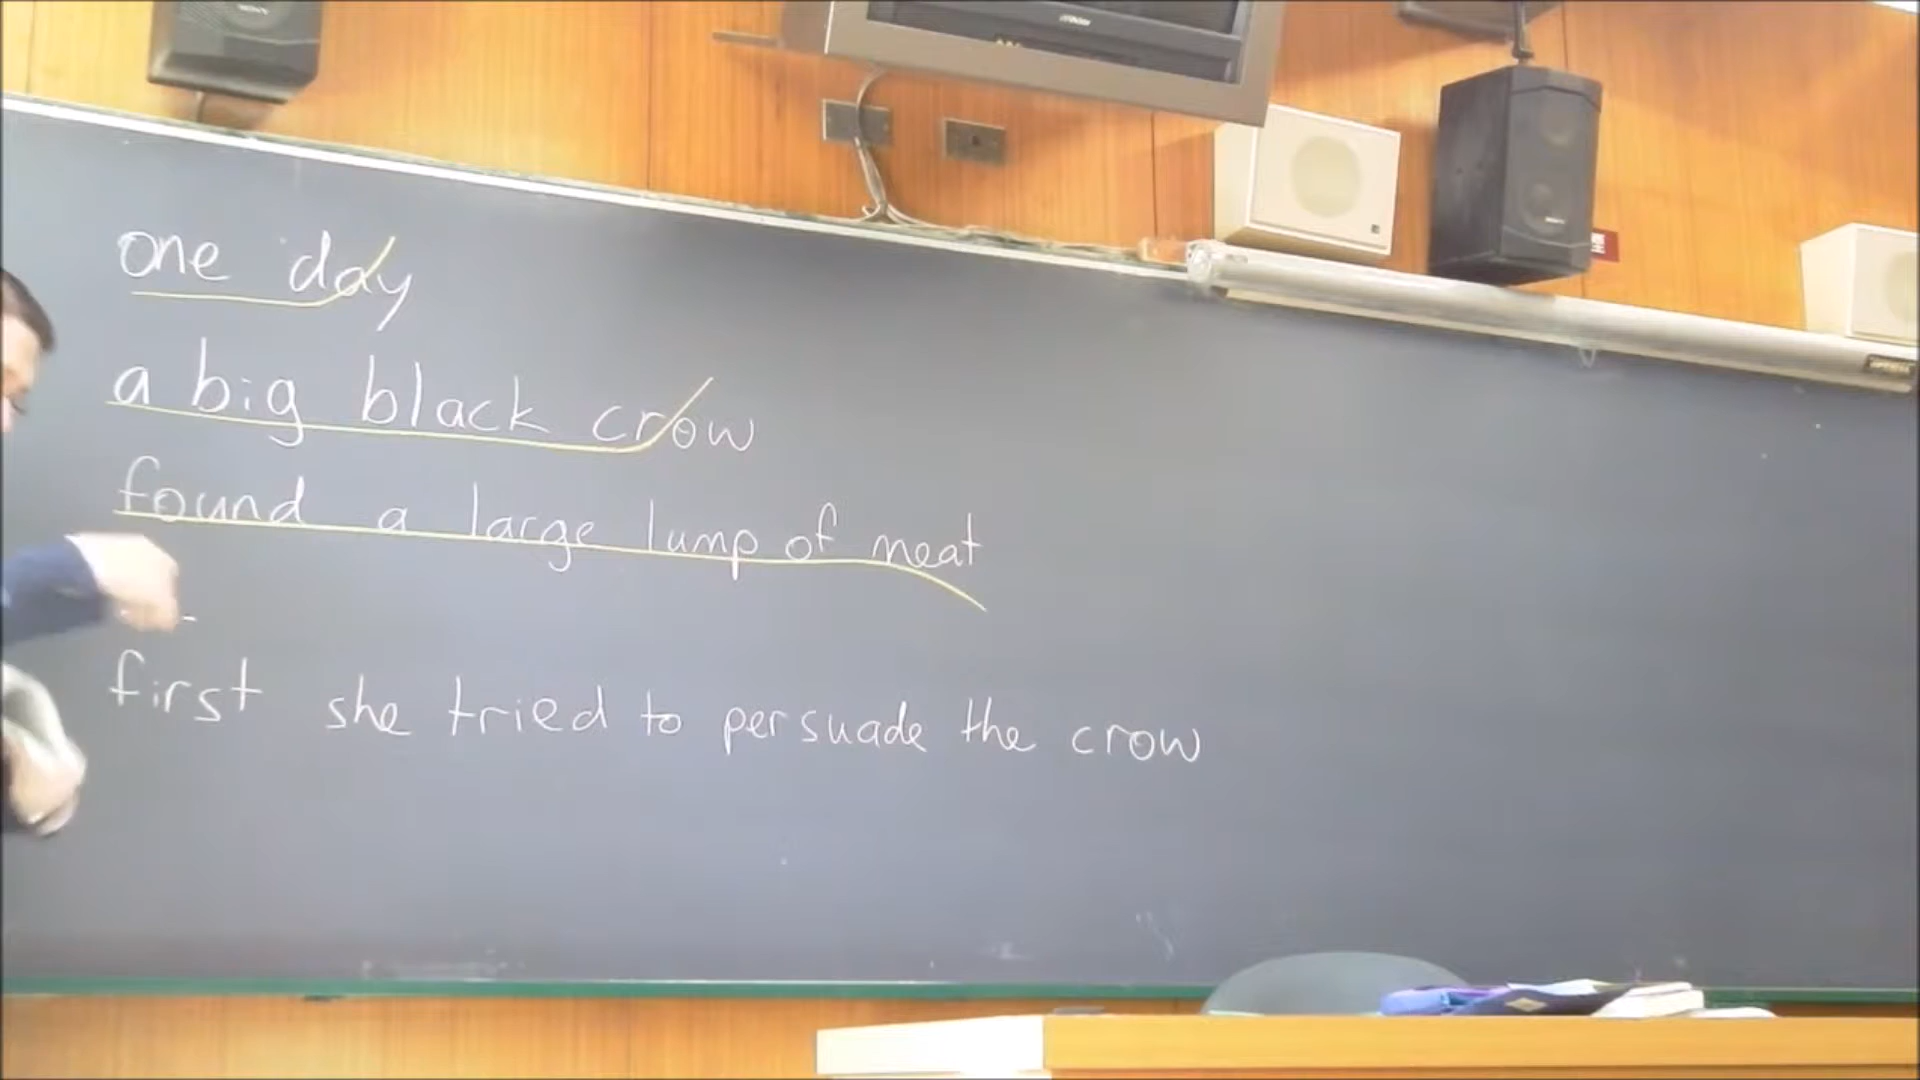 one day
a big black crow
found a large lump of meat
first she tried to persuade the crow